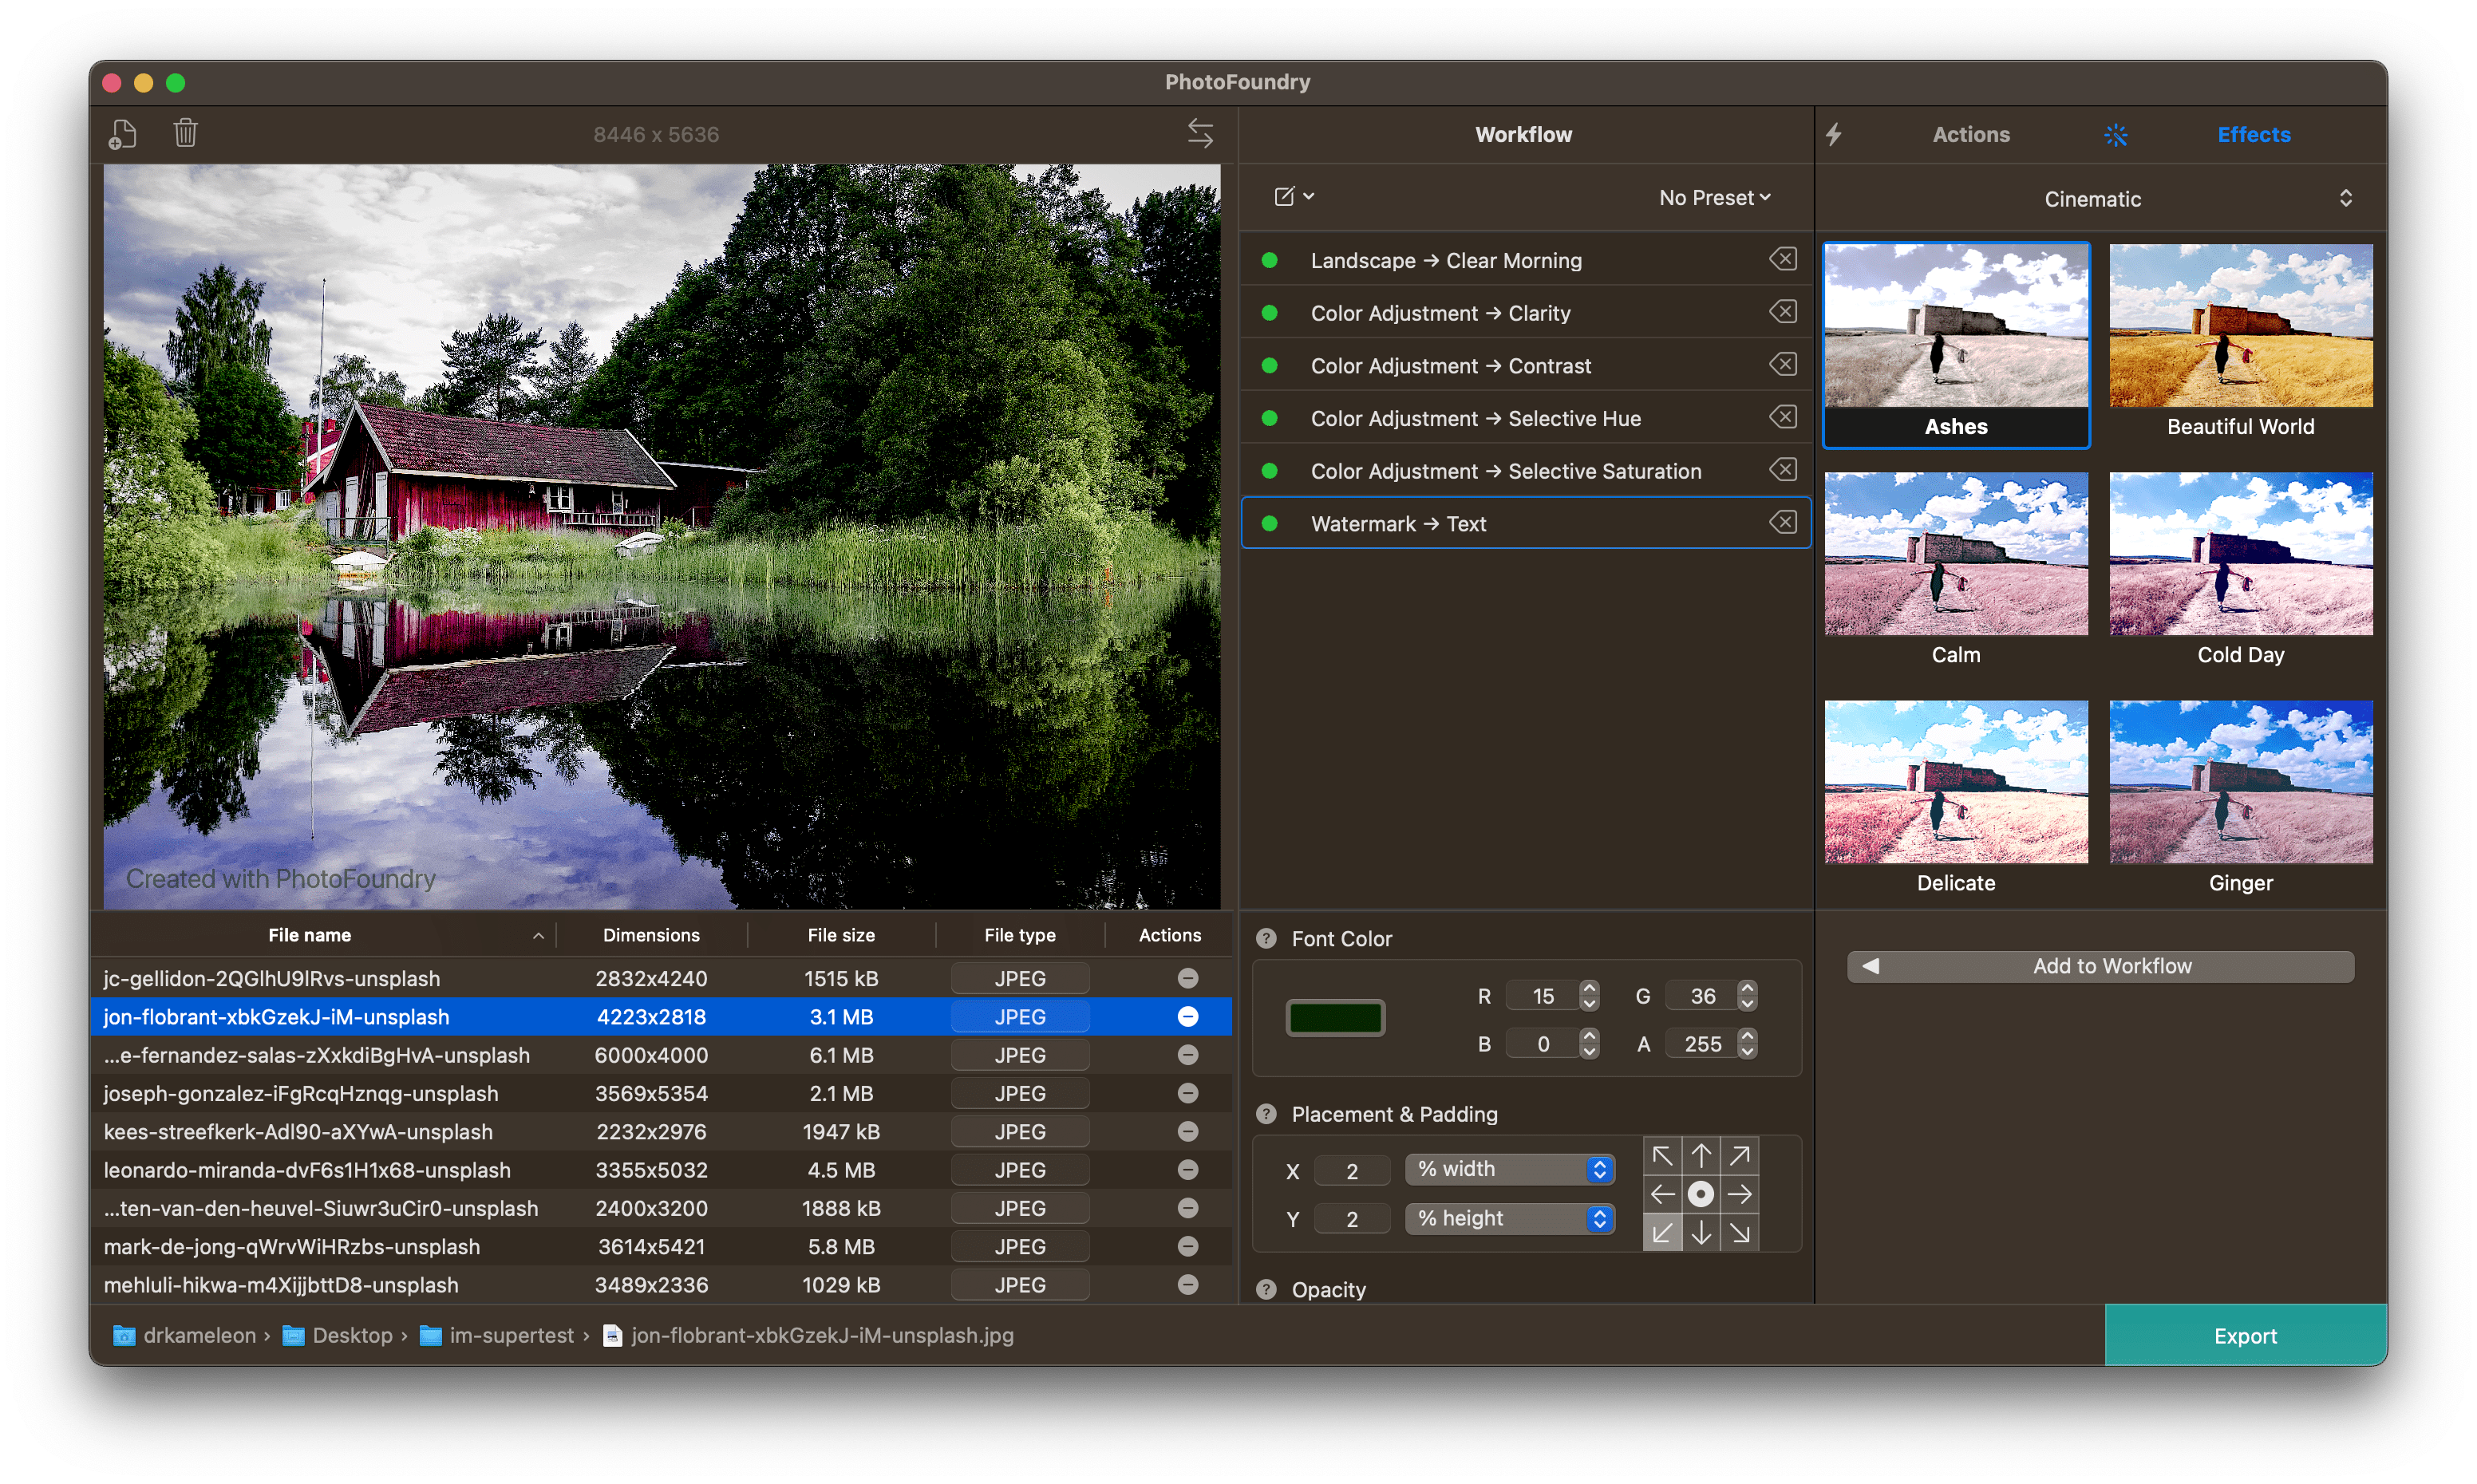 PhotoFoundry
8446 x 5636
Workflow
Actions
Effects
No Preset
Cinematic
Landscape → Clear Morning
Color Adjustment → Clarity
Color Adjustment → Contrast
Color Adjustment → Selective Hue
Color Adjustment → Selective Saturation
Watermark → Text
Ashes
Beautiful World
Calm
Cold Day
Delicate
Ginger
Created with PhotoFoundry
File name Dimensions File size File type Actions
jc-gellidon-2QGlhU9lRvs-unsplash 2832x4240 1515 kB JPEG
jon-flobrant-xbkGzekJ-iM-unsplash 4223x2818 3.1 MB JPEG
...e-fernandez-salas-zXxkdiBgHvA-unsplash 6000x4000 6.1 MB JPEG
joseph-gonzalez-iFgRcqHznqg-unsplash 3569x5354 2.1 MB JPEG
kees-streefkerk-Adl90-aXYwA-unsplash 2232x2976 1947 kB JPEG
leonardo-miranda-dvF6s1H1x68-unsplash 3355x5032 4.5 MB JPEG
...ten-van-den-heuvel-Siuwr3uCir0-unsplash 2400x3200 1888 kB JPEG
mark-de-jong-qWrvWiHRzbs-unsplash 3614x5421 5.8 MB JPEG
mehluli-hikwa-m4XijjbttD8-unsplash 3489x2336 1029 kB JPEG
? Font Color
R 15 G 36
B 0 A 255
? Placement & Padding
X 2 % width
Y 2 % height
? Opacity
Add to Workflow
drkameleon › Desktop › im-supertest › jon-flobrant-xbkGzekJ-iM-unsplash.jpg
Export